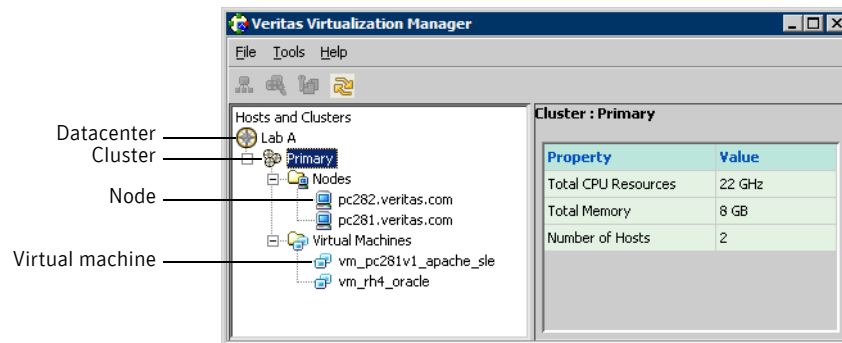 Veritas Virtualization Manager
File Tools Help
Hosts and Clusters
Datacenter
Lab A
Cluster
Primary
Nodes
Node
pc282.veritas.com
pc281.veritas.com
Virtual Machines
Virtual machine
vm_pc281v1_apache_sle
vm_rh4_oracle
Cluster : Primary
Property Value
Total CPU Resources 22 GHz
Total Memory 8 GB
Number of Hosts 2